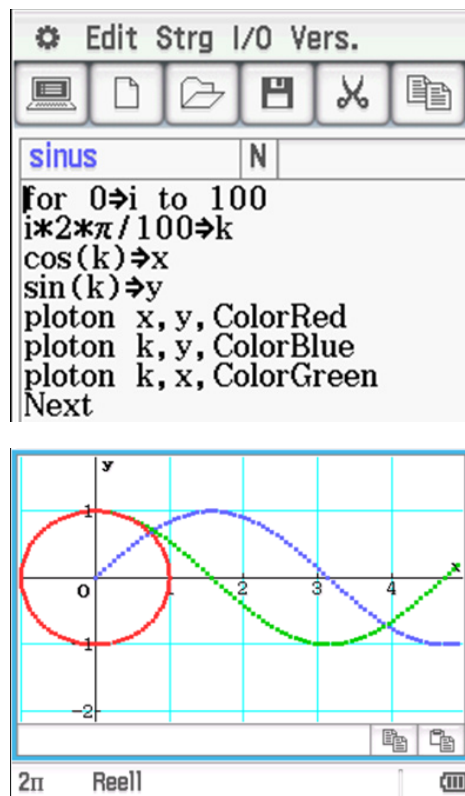 Edit Strg I/O Vers.
sinus N
for 0⇒i to 100
i*2*π/100⇒k
cos(k)⇒x
sin(k)⇒y
ploton x,y,ColorRed
ploton k,y,ColorBlue
ploton k,x,ColorGreen
Next
y
1
x
0 1 2 3 4
-1
-2
2π Reell